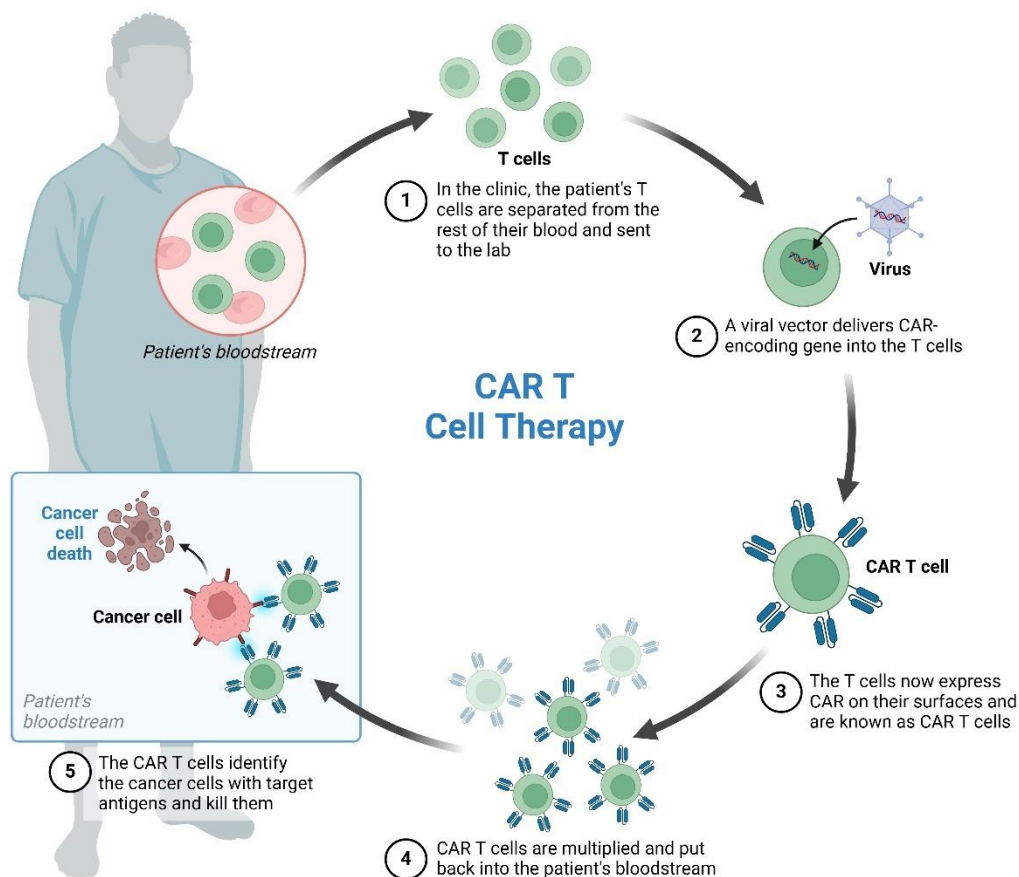 T cells
1
In the clinic, the patient's T
cells are separated from the
rest of their blood and sent
to the lab
Patient's bloodstream
Virus
2
A viral vector delivers CAR-
encoding gene into the T cells
CAR T
Cell Therapy
CAR T cell
3
The T cells now express
CAR on their surfaces and
are known as CAR T cells
4
CAR T cells are multiplied and put
back into the patient's bloodstream
Cancer
cell
death
Cancer cell
Patient's
bloodstream
5
The CAR T cells identify
the cancer cells with target
antigens and kill them